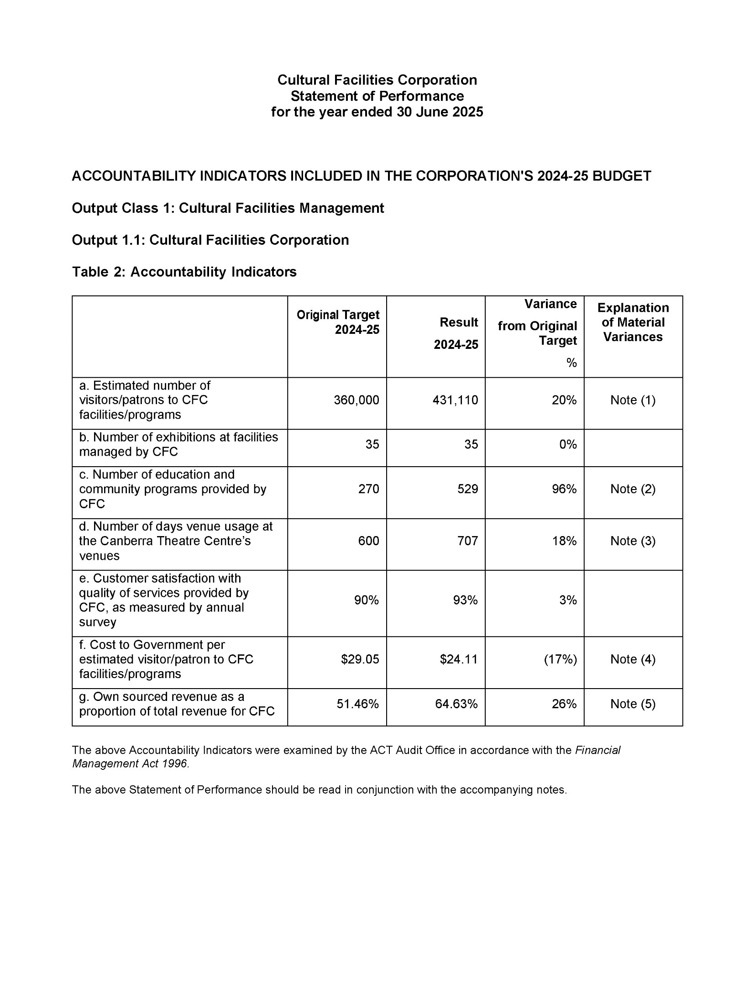 Cultural Facilities Corporation
Statement of Performance
for the year ended 30 June 2025
ACCOUNTABILITY INDICATORS INCLUDED IN THE CORPORATION'S 2024-25 BUDGET
Output Class 1: Cultural Facilities Management
Output 1.1: Cultural Facilities Corporation
Table 2: Accountability Indicators
Original Target
2024-25
Result
2024-25
Variance
from Original
Target
%
Explanation
of Material
Variances
a. Estimated number of
visitors/patrons to CFC
facilities/programs
360,000
431,110
20%
Note (1)
b. Number of exhibitions at facilities
managed by CFC
35
35
0%
c. Number of education and
community programs provided by
CFC
270
529
96%
Note (2)
d. Number of days venue usage at
the Canberra Theatre Centre’s
venues
600
707
18%
Note (3)
e. Customer satisfaction with
quality of services provided by
CFC, as measured by annual
survey
90%
93%
3%
f. Cost to Government per
estimated visitor/patron to CFC
facilities/programs
$29.05
$24.11
(17%)
Note (4)
g. Own sourced revenue as a
proportion of total revenue for CFC
51.46%
64.63%
26%
Note (5)
The above Accountability Indicators were examined by the ACT Audit Office in accordance with the Financial
Management Act 1996.
The above Statement of Performance should be read in conjunction with the accompanying notes.